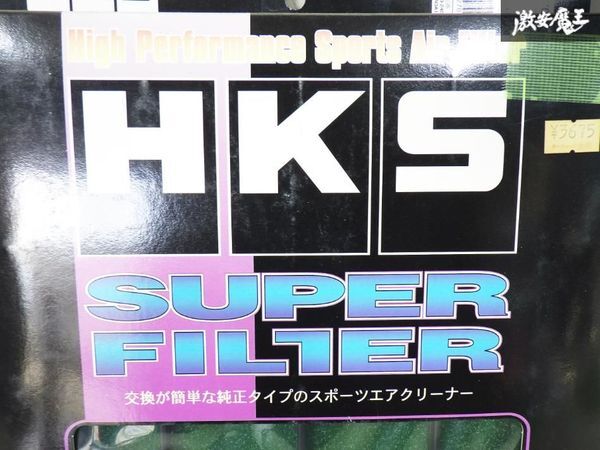 激安魔王
High Performance Sports Air Filter
¥3675
HKS
SUPER
FILTER
交換が簡単な純正タイプのスポーツエアクリーナー